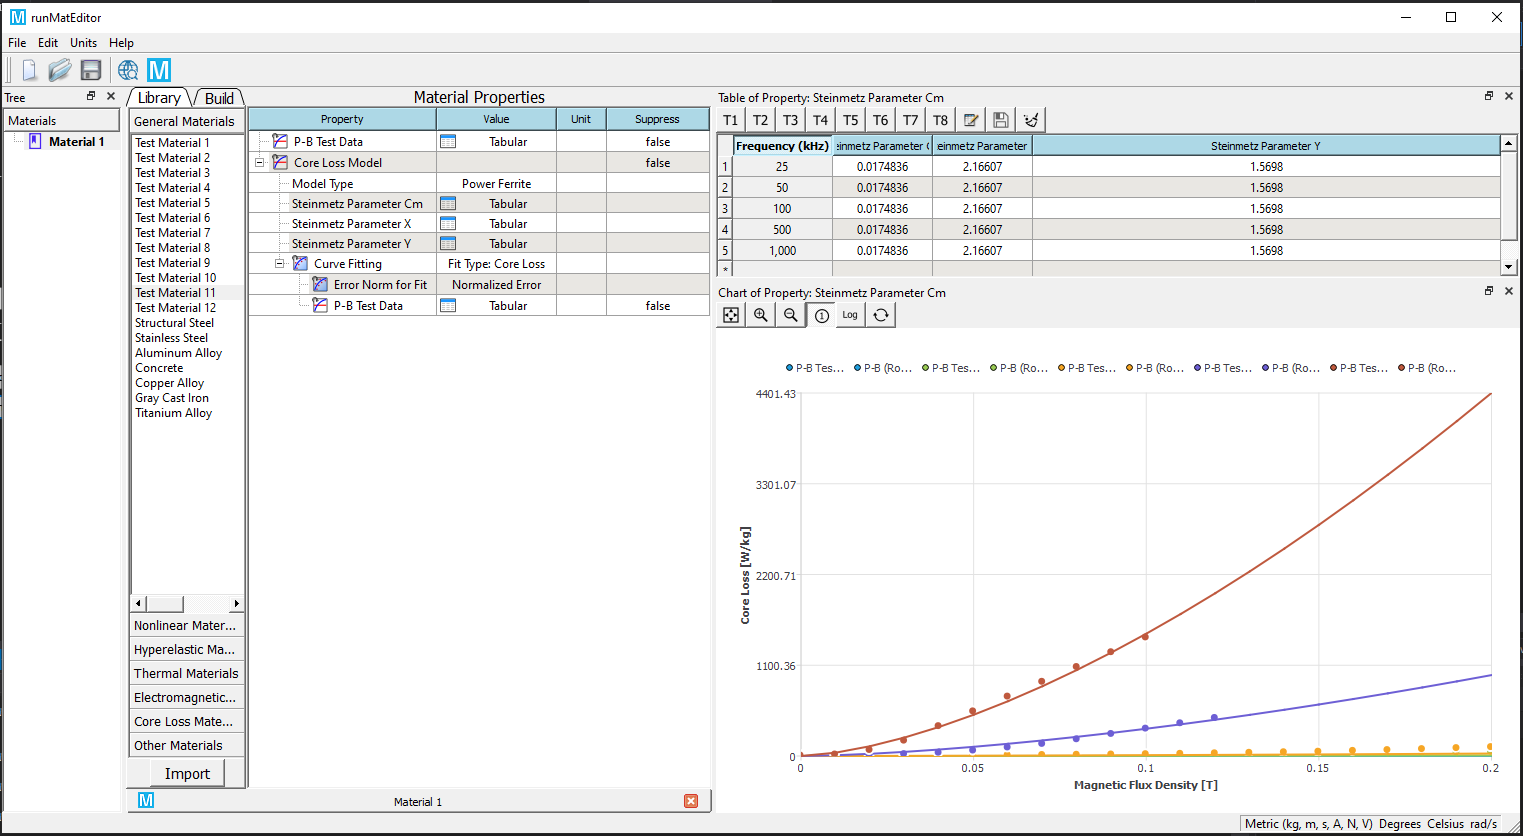 M runMatEditor
File Edit Units Help
M
Tree
Materials
Material 1
Library Build
General Materials
Test Material 1
Test Material 2
Test Material 3
Test Material 4
Test Material 5
Test Material 6
Test Material 7
Test Material 8
Test Material 9
Test Material 10
Test Material 11
Test Material 12
Structural Steel
Stainless Steel
Aluminum Alloy
Concrete
Copper Alloy
Gray Cast Iron
Titanium Alloy
Nonlinear Mater...
Hyperelastic Ma...
Thermal Materials
Electromagnetic...
Core Loss Mate...
Other Materials
Import
Material Properties
Property Value Unit Suppress
P-B Test Data Tabular false
Core Loss Model false
Model Type Power Ferrite
Steinmetz Parameter Cm Tabular
Steinmetz Parameter X Tabular
Steinmetz Parameter Y Tabular
Curve Fitting Fit Type: Core Loss
Error Norm for Fit Normalized Error
P-B Test Data Tabular false
M Material 1
Table of Property: Steinmetz Parameter Cm
T1 T2 T3 T4 T5 T6 T7 T8
Frequency (kHz) einmetz Parameter C einmetz Parameter Steinmetz Parameter Y
1 25 0.0174836 2.16607 1.5698
2 50 0.0174836 2.16607 1.5698
3 100 0.0174836 2.16607 1.5698
4 500 0.0174836 2.16607 1.5698
5 1,000 0.0174836 2.16607 1.5698
*
Chart of Property: Steinmetz Parameter Cm
1 Log
P-B Tes... P-B (Ro... P-B Tes... P-B (Ro... P-B Tes... P-B (Ro... P-B Tes... P-B (Ro... P-B Tes... P-B (Ro...
4401.43
3301.07
2200.71
1100.36
0
Core Loss [W/kg]
0 0.05 0.1 0.15 0.2
Magnetic Flux Density [T]
Metric (kg, m, s, A, N, V) Degrees Celsius rad/s